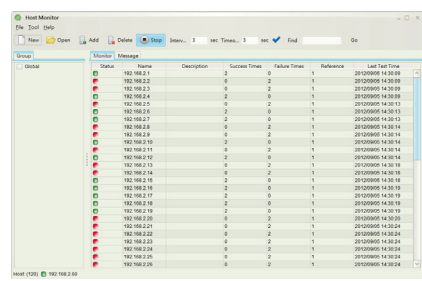 Host Monitor
File Tool Help
New Open Add Delete Stop Interv... 3 sec Timeo... 3 sec Find Go
Group Monitor Message
Global
Status Name Description Success Times Failure Times Reference Last Test Time
192.168.2.1 2 0 1 2012/09/05 14:30:09
192.168.2.2 0 2 1 2012/09/05 14:30:09
192.168.2.3 0 2 1 2012/09/05 14:30:09
192.168.2.4 2 0 1 2012/09/05 14:30:09
192.168.2.5 0 2 1 2012/09/05 14:30:13
192.168.2.6 2 0 1 2012/09/05 14:30:13
192.168.2.7 0 2 1 2012/09/05 14:30:13
192.168.2.8 0 2 1 2012/09/05 14:30:14
192.168.2.9 0 2 1 2012/09/05 14:30:14
192.168.2.10 2 0 1 2012/09/05 14:30:14
192.168.2.11 0 2 1 2012/09/05 14:30:14
192.168.2.12 2 0 1 2012/09/05 14:30:14
192.168.2.13 0 2 1 2012/09/05 14:30:18
192.168.2.14 0 2 1 2012/09/05 14:30:18
192.168.2.15 2 0 1 2012/09/05 14:30:18
192.168.2.16 2 0 1 2012/09/05 14:30:19
192.168.2.17 2 0 1 2012/09/05 14:30:19
192.168.2.18 2 0 1 2012/09/05 14:30:19
192.168.2.19 2 0 1 2012/09/05 14:30:19
192.168.2.20 0 2 1 2012/09/05 14:30:20
192.168.2.21 0 2 1 2012/09/05 14:30:24
192.168.2.22 0 2 1 2012/09/05 14:30:24
192.168.2.23 0 2 1 2012/09/05 14:30:24
192.168.2.24 0 2 1 2012/09/05 14:30:24
192.168.2.25 0 2 1 2012/09/05 14:30:24
192.168.2.26 0 2 1 2012/09/05 14:30:24
Host (120) 192.168.2.60